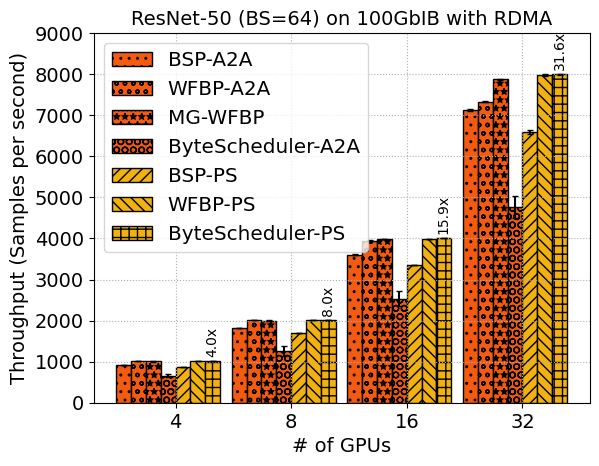 ResNet-50 (BS=64) on 100GbIB with RDMA
Throughput (Samples per second)
9000
8000
7000
6000
5000
4000
3000
2000
1000
0
BSP-A2A
WFBP-A2A
MG-WFBP
ByteScheduler-A2A
BSP-PS
WFBP-PS
ByteScheduler-PS
4.0x
8.0x
15.9x
31.6x
4
8
16
32
# of GPUs